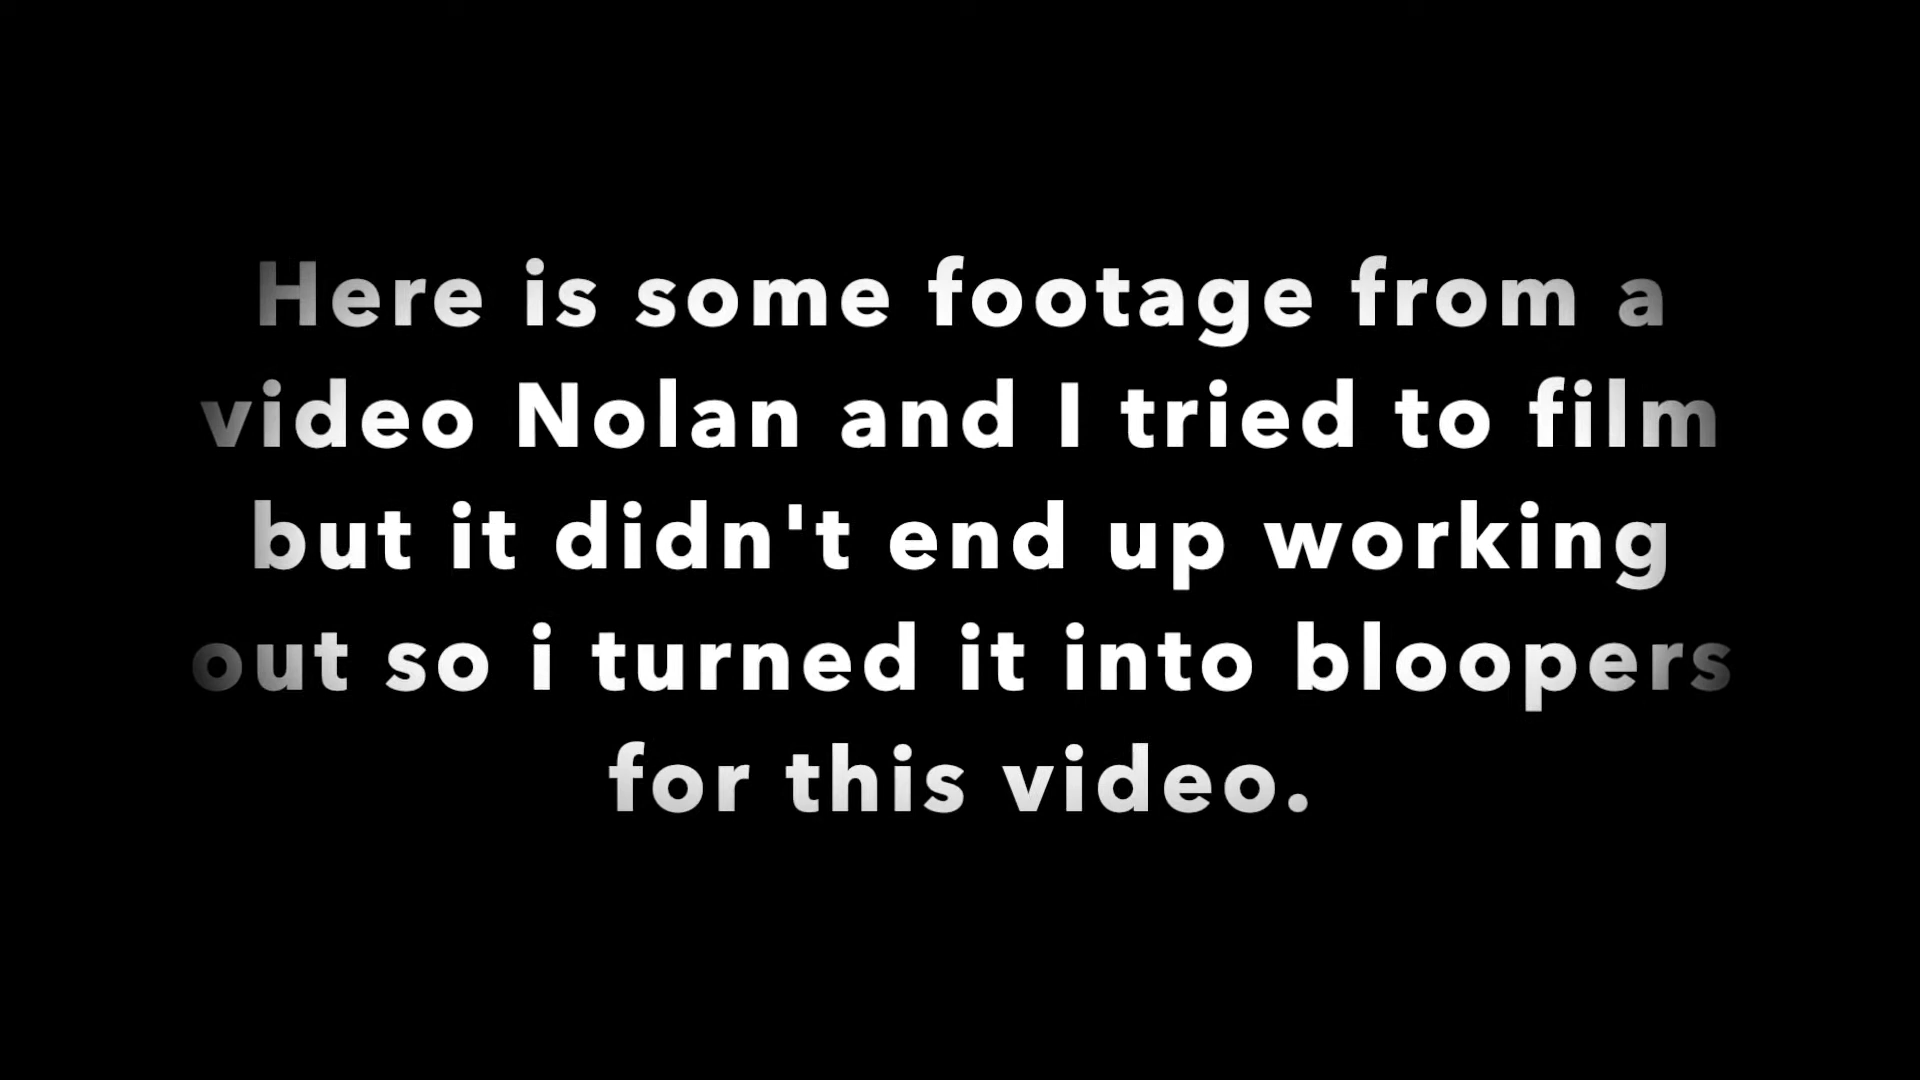 Here is some footage from a
video Nolan and I tried to film
but it didn't end up working
out so i turned it into bloopers
for this video.